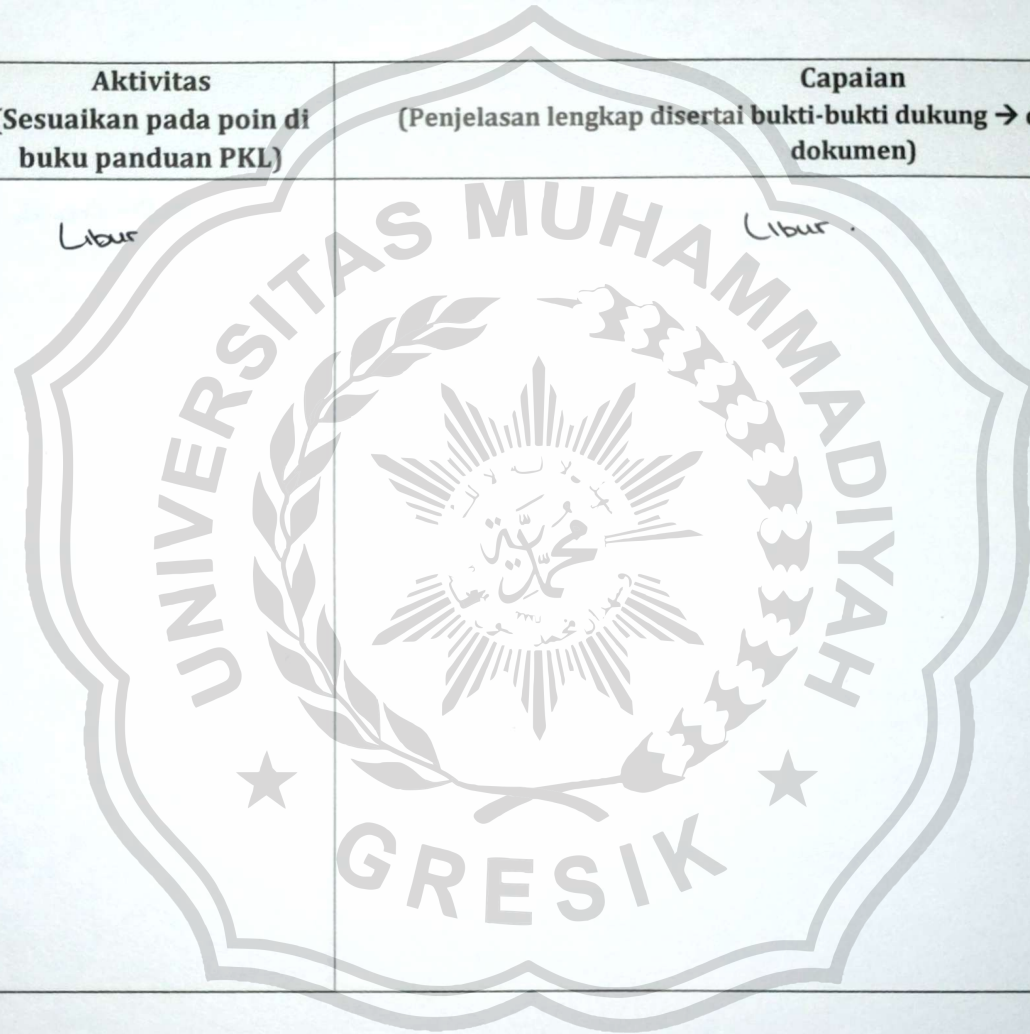 Aktivitas
(Sesuaikan pada poin di
buku panduan PKL)
Capaian
(Penjelasan lengkap disertai bukti-bukti dukung →
dokumen)
Libur
Libur.
UNIVERSITAS MUHAMMADIYAH
محمدية
GRESIK